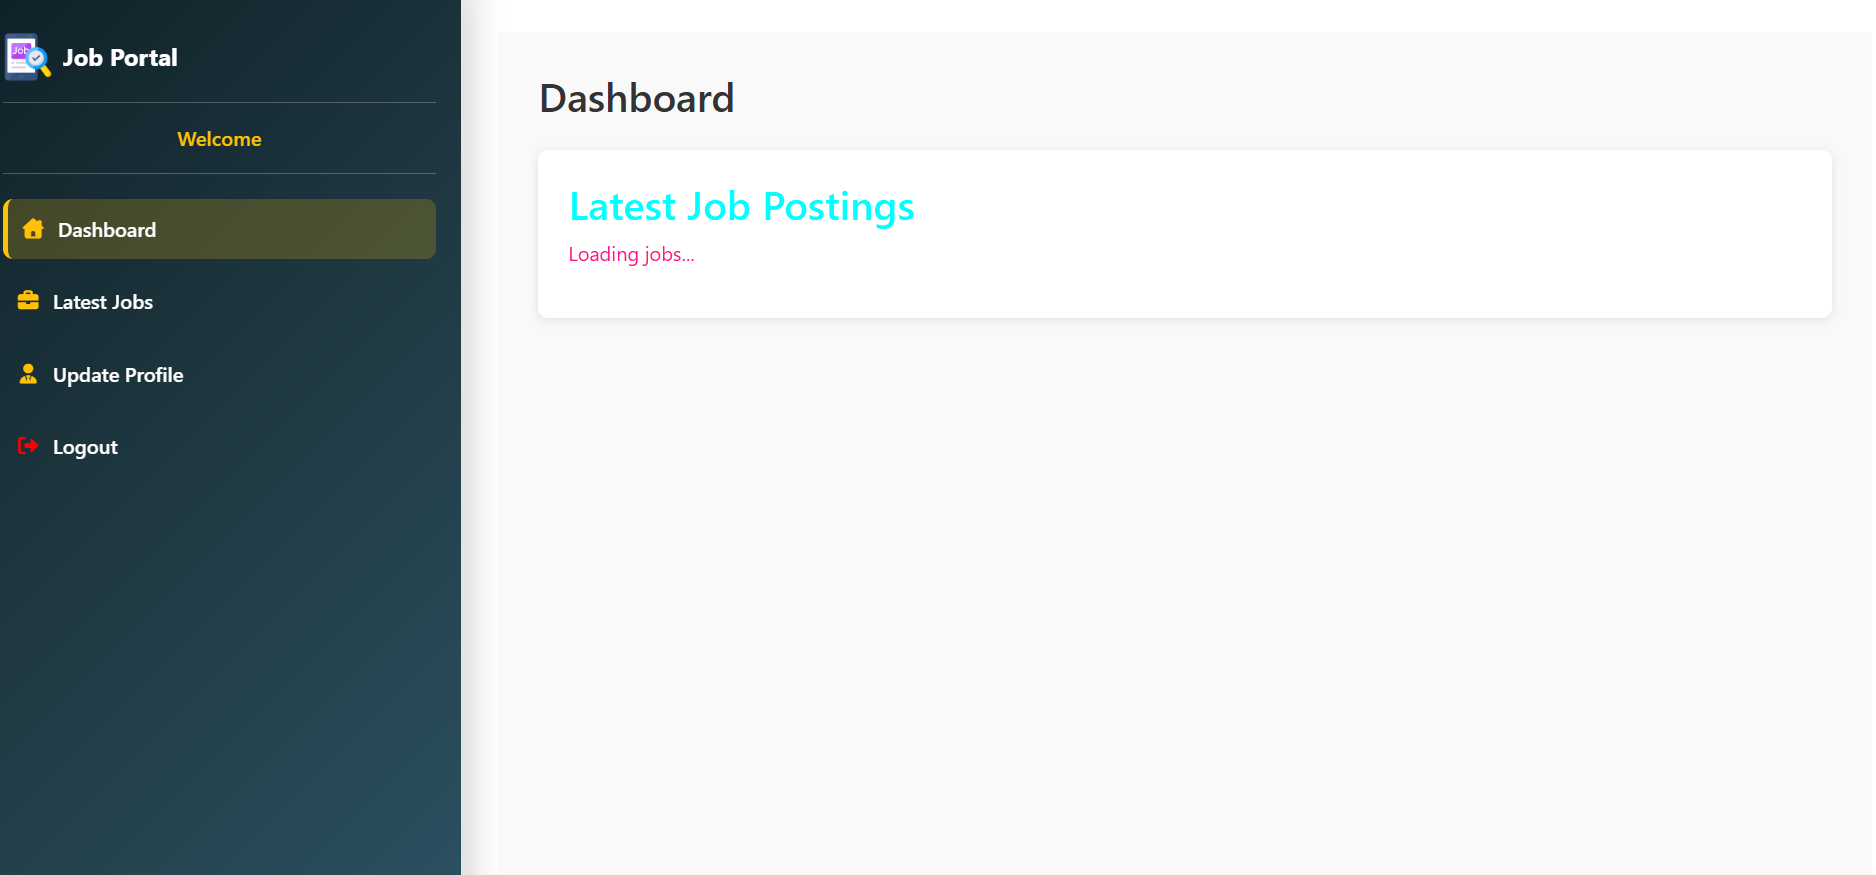 Job
Job Portal
Welcome
Dashboard
Latest Jobs
Update Profile
Logout
Dashboard
Latest Job Postings
Loading jobs...